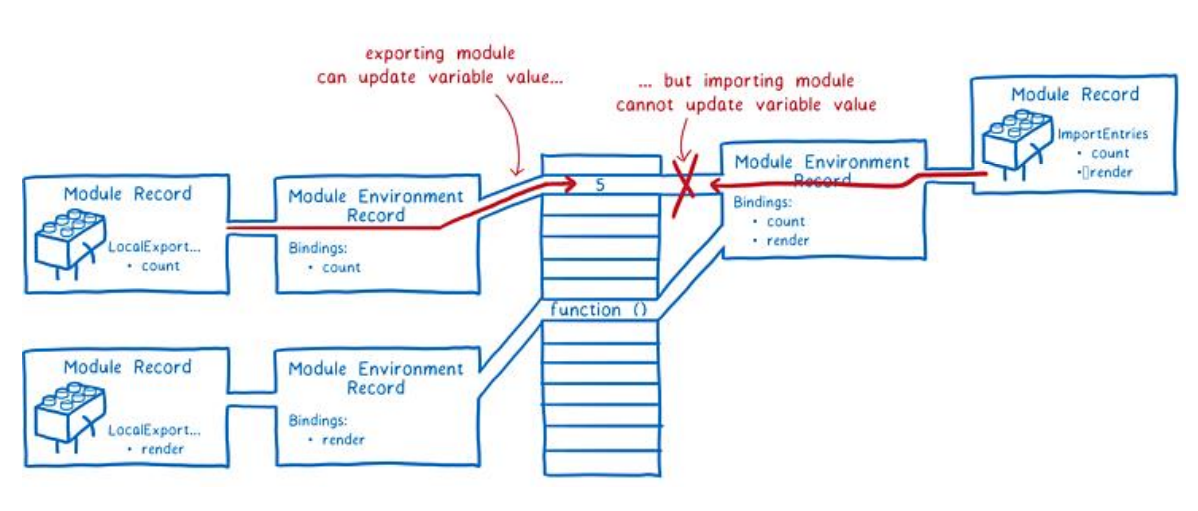 exporting module
can update variable value...
... but importing module
cannot update variable value
Module Record
ImportEntries
• count
•▯render
Module Environment
Record
Bindings:
• count
• render
5
Module Record
LocalExport...
• count
Module Environment
Record
Bindings:
• count
function ()
Module Record
LocalExport...
• render
Module Environment
Record
Bindings:
• render